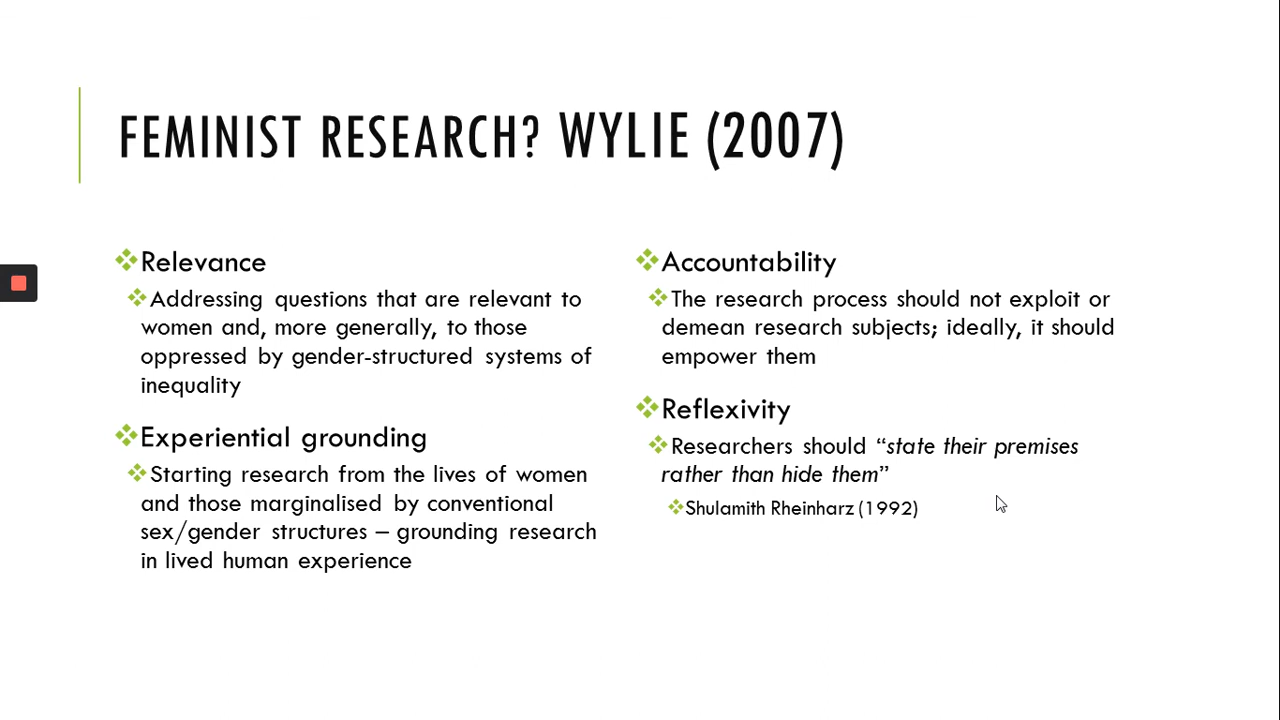 FEMINIST RESEARCH? WYLIE (2007)
Relevance
Addressing questions that are relevant to
women and, more generally, to those
oppressed by gender-structured systems of
inequality
Experiential grounding
Starting research from the lives of women
and those marginalised by conventional
sex/gender structures – grounding research
in lived human experience
Accountability
The research process should not exploit or
demean research subjects; ideally, it should
empower them
Reflexivity
Researchers should “state their premises
rather than hide them”
Shulamith Rheinharz (1992)